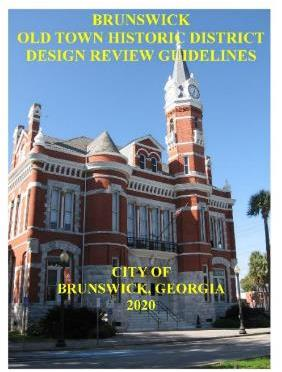 BRUNSWICK
OLD TOWN HISTORIC DISTRICT
DESIGN REVIEW GUIDELINES
CITY OF
BRUNSWICK, GEORGIA
2020